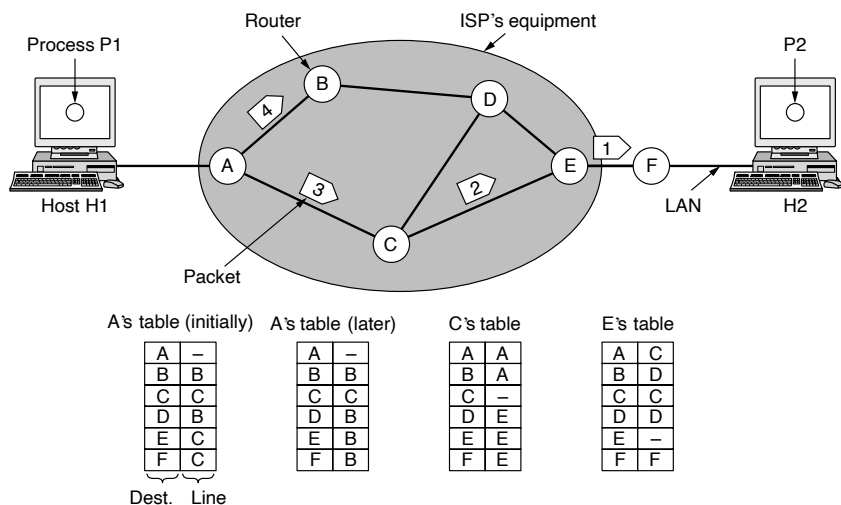 Router
ISP's equipment
Process P1
P2
B
D
4
A
3
C
2
E
1
F
Host H1
Packet
LAN
H2
A's table (initially)
A –
B B
C C
D B
E C
F C
Dest. Line
A's table (later)
A –
B B
C C
D B
E B
F B
C's table
A A
B A
C –
D E
E E
F E
E's table
A C
B D
C C
D D
E –
F F